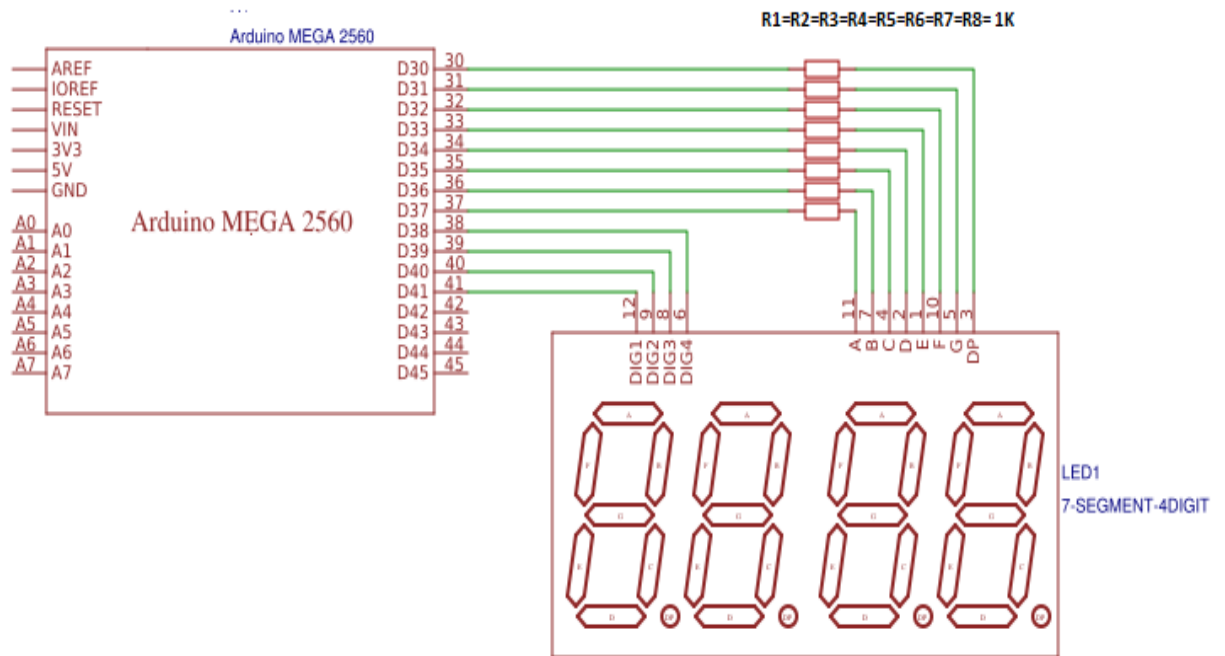 R1=R2=R3=R4=R5=R6=R7=R8= 1K
Arduino MEGA 2560
AREF
IOREF
RESET
VIN
3V3
5V
GND
A0 A0
A1 A1
A2 A2
A3 A3
A4 A4
A5 A5
A6 A6
A7 A7
Arduino MEGA 2560
D30 30
D31 31
D32 32
D33 33
D34 34
D35 35
D36 36
D37 37
D38 38
D39 39
D40 40
D41 41
D42 42
D43 43
D44 44
D45 45
12 9 8 6 11 7 4 2 1 10 5 3
DIG1 DIG2 DIG3 DIG4 A B C D E F G DP
A A A A
F B F B F B F B
G G G G
E C E C E C E C
D DP D DP D DP D DP
LED1
7-SEGMENT-4DIGIT